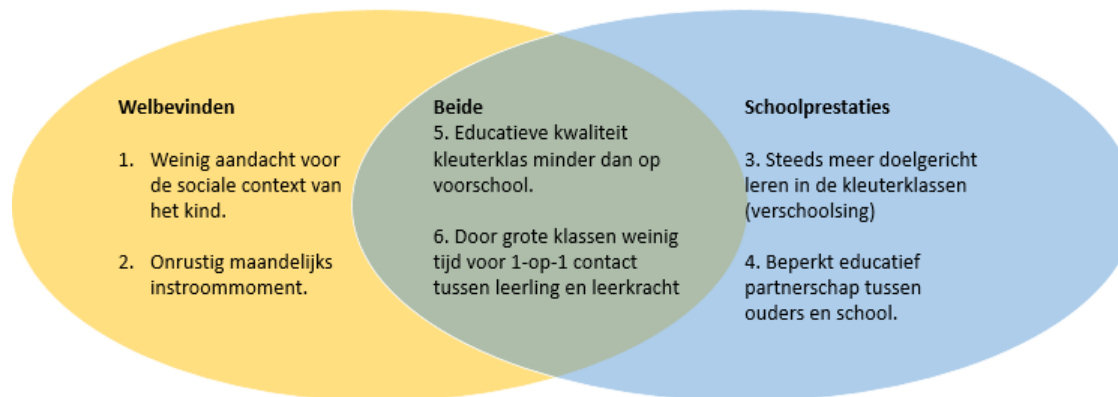 Welbevinden
1. Weinig aandacht voor
de sociale context van
het kind.
2. Onrustig maandelijks
instroommoment.
Beide
5. Educatieve kwaliteit
kleuterklas minder dan op
voorschool.
6. Door grote klassen weinig
tijd voor 1-op-1 contact
tussen leerling en leerkracht
Schoolprestaties
3. Steeds meer doelgericht
leren in de kleuterklassen
(verschoolsing)
4. Beperkt educatief
partnerschap tussen
ouders en school.